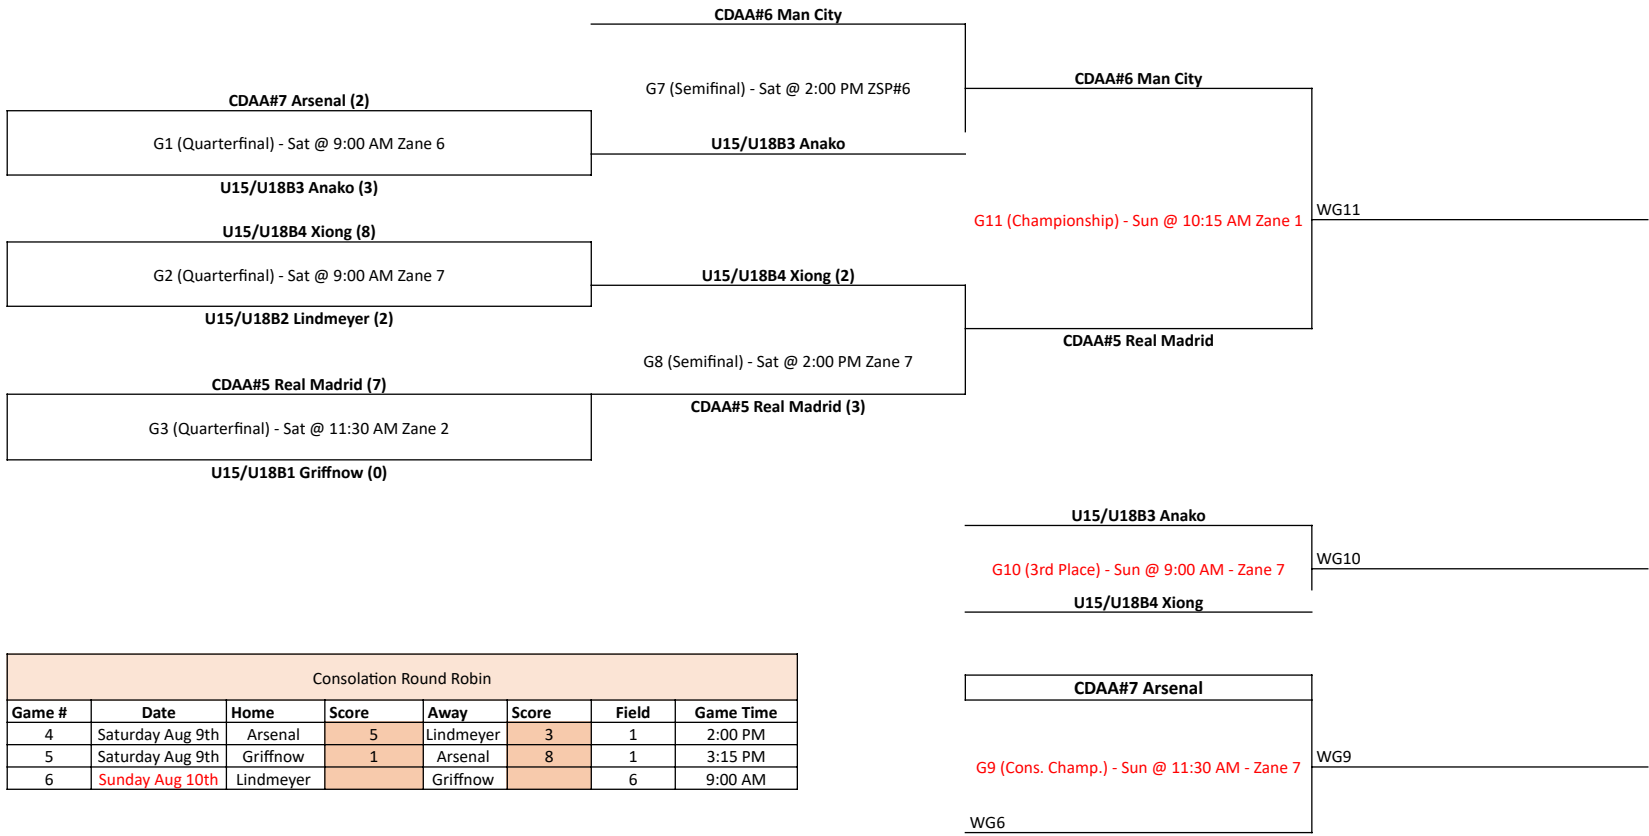 CDAA#6 Man City
G7 (Semifinal) - Sat @ 2:00 PM ZSP#6
CDAA#6 Man City
CDAA#7 Arsenal (2)
G1 (Quarterfinal) - Sat @ 9:00 AM Zane 6
U15/U18B3 Anako
U15/U18B3 Anako (3)
G11 (Championship) - Sun @ 10:15 AM Zane 1
WG11
U15/U18B4 Xiong (8)
G2 (Quarterfinal) - Sat @ 9:00 AM Zane 7
U15/U18B4 Xiong (2)
U15/U18B2 Lindmeyer (2)
CDAA#5 Real Madrid
G8 (Semifinal) - Sat @ 2:00 PM Zane 7
CDAA#5 Real Madrid (7)
CDAA#5 Real Madrid (3)
G3 (Quarterfinal) - Sat @ 11:30 AM Zane 2
U15/U18B1 Griffnow (0)
U15/U18B3 Anako
G10 (3rd Place) - Sun @ 9:00 AM - Zane 7
WG10
U15/U18B4 Xiong
Consolation Round Robin
Game # Date Home Score Away Score Field Game Time
4 Saturday Aug 9th Arsenal 5 Lindmeyer 3 1 2:00 PM
5 Saturday Aug 9th Griffnow 1 Arsenal 8 1 3:15 PM
6 Sunday Aug 10th Lindmeyer Griffnow 6 9:00 AM
CDAA#7 Arsenal
G9 (Cons. Champ.) - Sun @ 11:30 AM - Zane 7
WG9
WG6